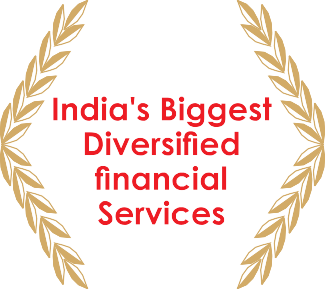 India's Biggest
Diversified
financial
Services